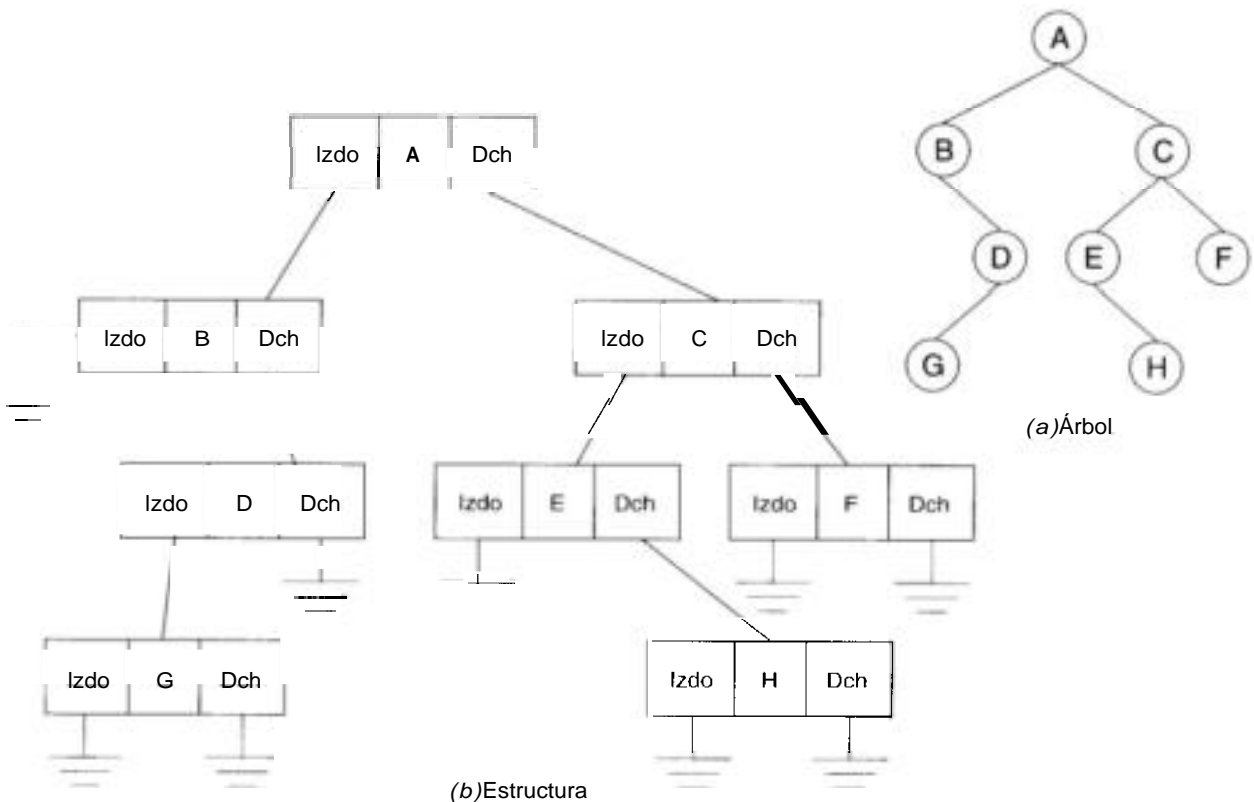 A
Izdo A Dch
B C
D E F
Izdo B Dch
Izdo C Dch
G H
(a)Árbol
Izdo D Dch
Izdo E Dch
Izdo F Dch
Izdo G Dch
Izdo H Dch
(b)Estructura